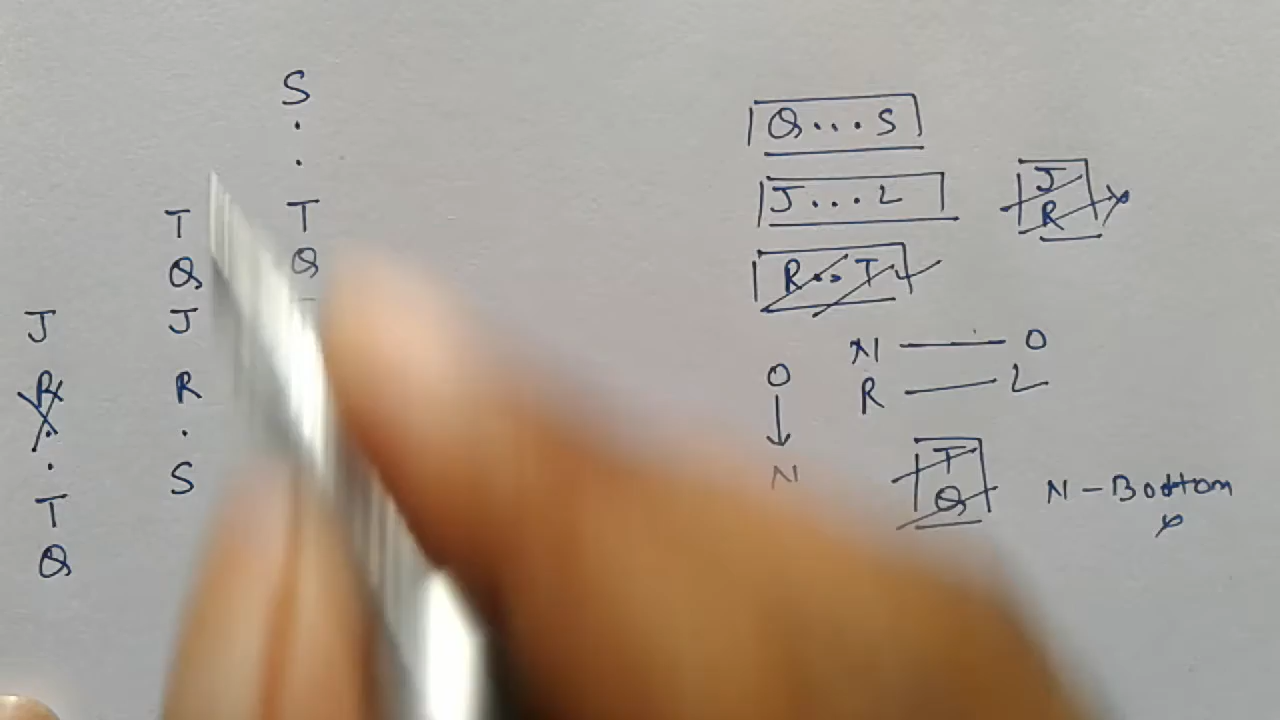 S
.
.
T
Q
T
Q
J
R
.
S
J
R
.
.
T
Q
Q...S
J...L
J
R
R..T
N — O
R — L
O
↓
N
T
Q
N - Bottom